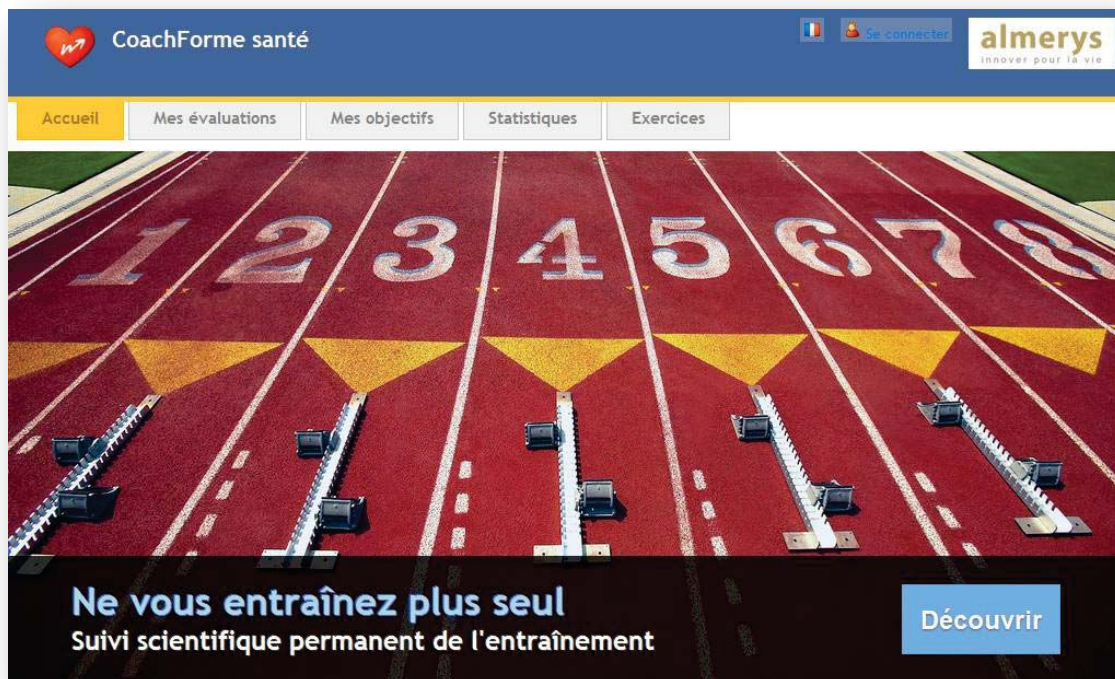 CoachForme santé
Se connecter
almerys
innover pour la vie
Accueil
Mes évaluations
Mes objectifs
Statistiques
Exercices
1 2 3 4 5 6 7 8
Ne vous entraînez plus seul
Suivi scientifique permanent de l'entraînement
Découvrir